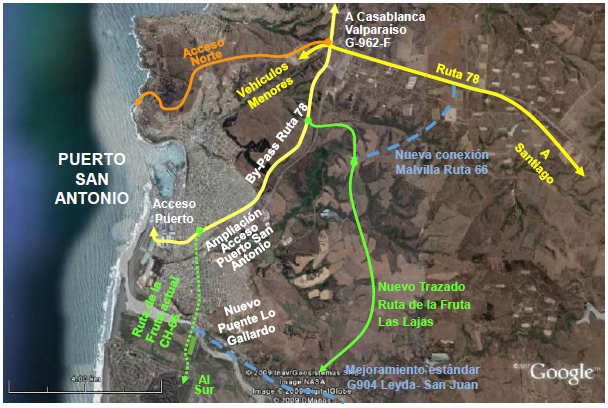 A Casablanca
Valparaíso
G-962-F
Acceso
Norte
Vehículos
Menores
Ruta 78
A
Santiago
By-Pass Ruta 78
Nueva conexión
Malvilla Ruta 66
PUERTO
SAN
ANTONIO
Acceso
Puerto
Ampliación
Acceso
Puerto San
Antonio
Ruta de la
Fruta actual
CH-66
Nuevo
Puente Lo
Gallardo
Nuevo Trazado
Ruta de la Fruta
Las Lajas
Al
Sur
Mejoramiento estándar
G904 Leyda- San Juan
Image NASA
Google